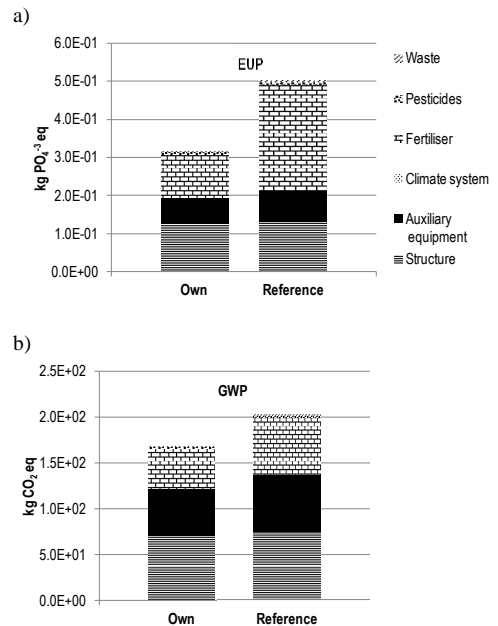 a)
6.0E-01
5.0E-01
4.0E-01
3.0E-01
2.0E-01
1.0E-01
0.0E+00
kg PO₄⁻³ eq
EUP
Own
Reference
Waste
Pesticides
Fertiliser
Climate system
Auxiliary
equipment
Structure
b)
2.5E+02
2.0E+02
1.5E+02
1.0E+02
5.0E+01
0.0E+00
kg CO₂ eq
GWP
Own
Reference